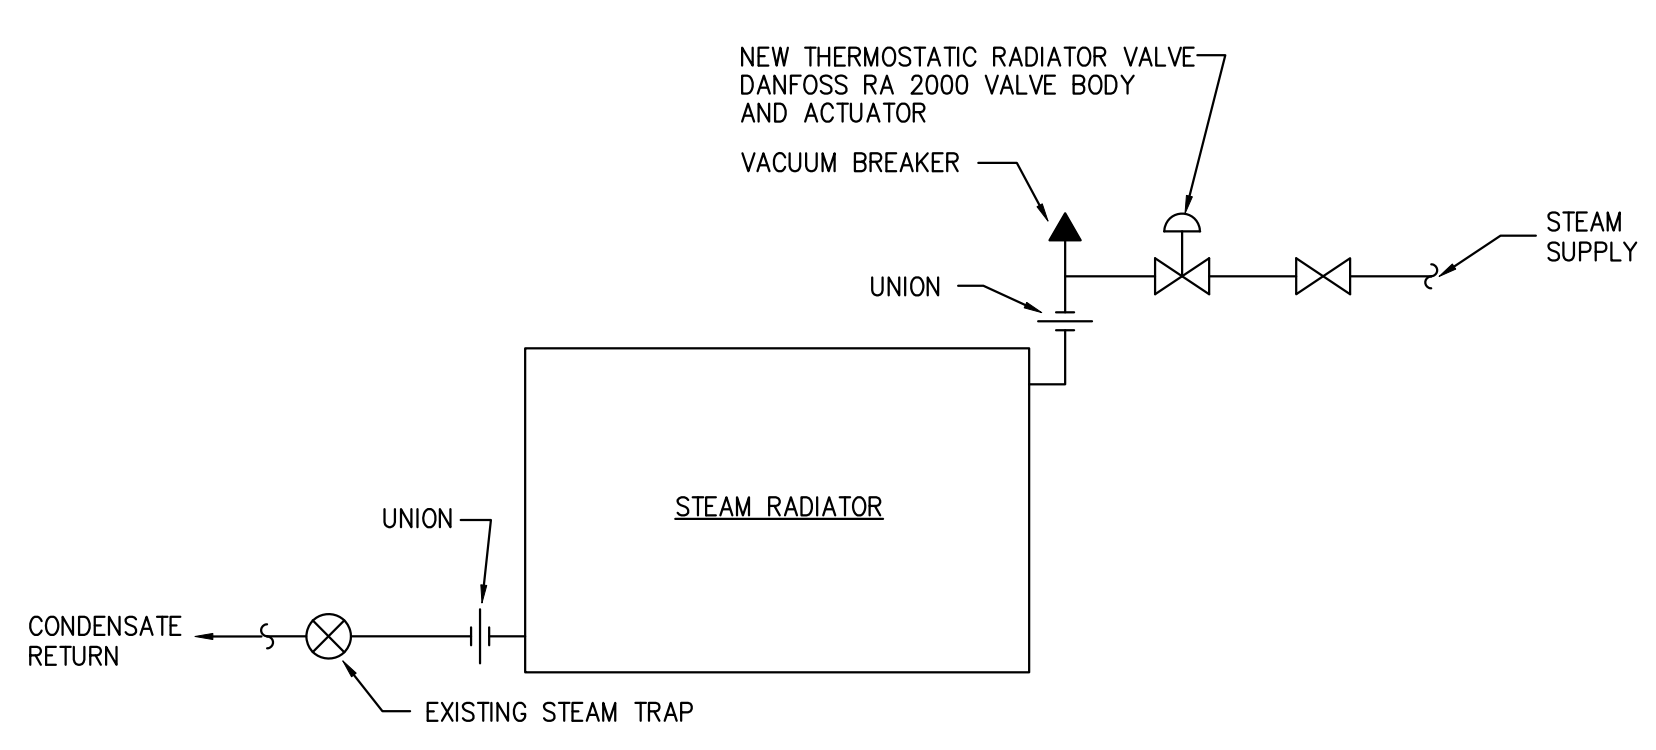 NEW THERMOSTATIC RADIATOR VALVE
DANFOSS RA 2000 VALVE BODY
AND ACTUATOR
VACUUM BREAKER
STEAM
SUPPLY
UNION
STEAM RADIATOR
UNION
CONDENSATE
RETURN
EXISTING STEAM TRAP